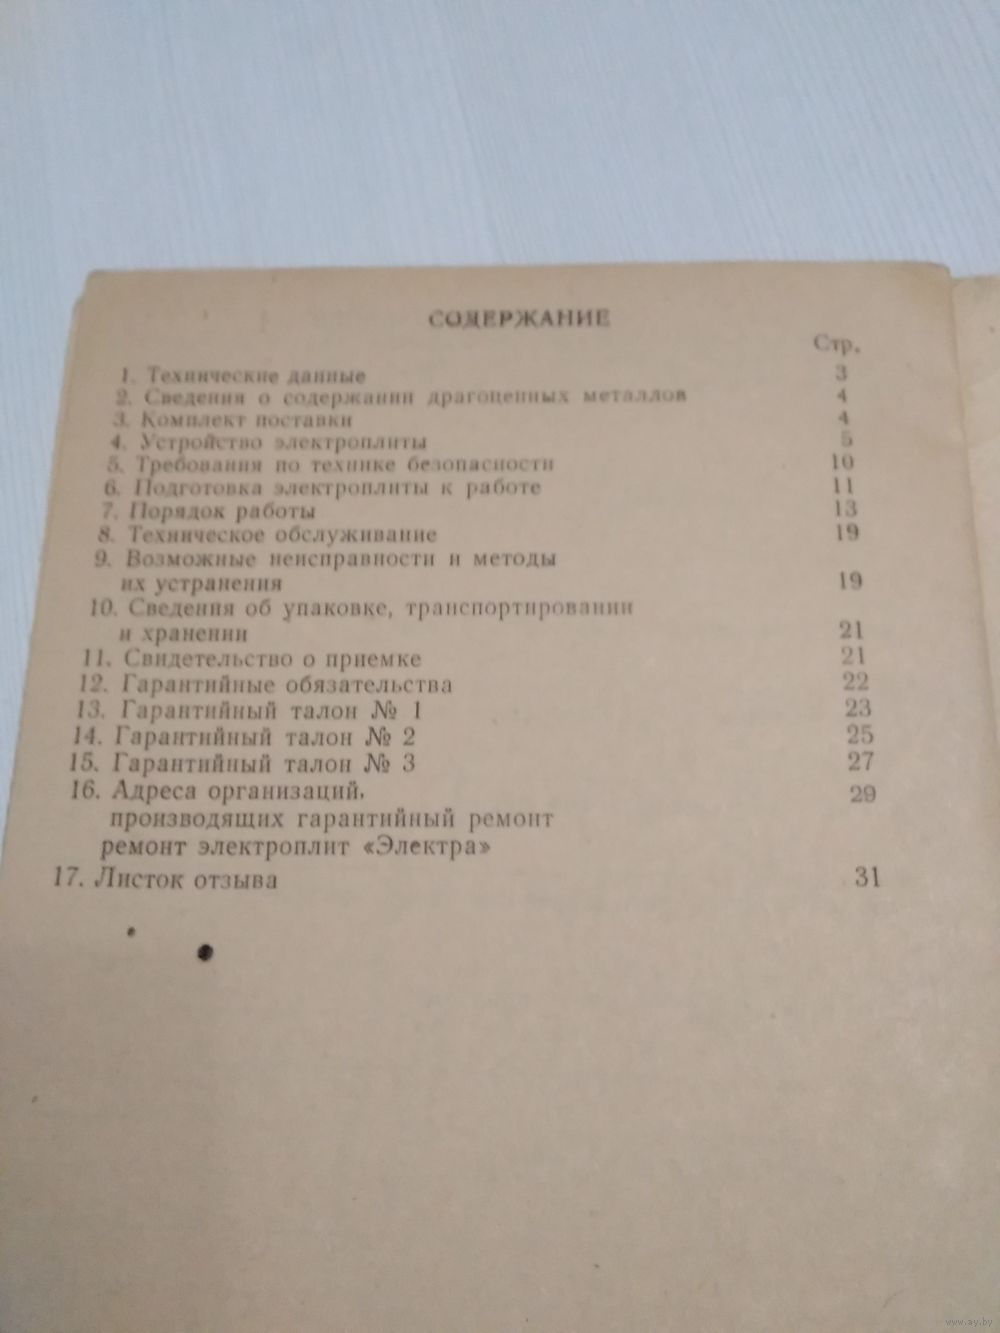 СОДЕРЖАНИЕ
Стр.
1. Технические данные 3
2. Сведения о содержании драгоценных металлов 4
3. Комплект поставки 4
4. Устройство электроплиты 5
5. Требования по технике безопасности 10
6. Подготовка электроплиты к работе 11
7. Порядок работы 13
8. Техническое обслуживание 19
9. Возможные неисправности и методы
их устранения 19
10. Сведения об упаковке, транспортировании
и хранении 21
11. Свидетельство о приемке 21
12. Гарантийные обязательства 22
13. Гарантийный талон № 1 23
14. Гарантийный талон № 2 25
15. Гарантийный талон № 3 27
16. Адреса организаций, 29
производящих гарантийный ремонт
ремонт электроплит «Электра»
17. Листок отзыва 31
www.ay.by